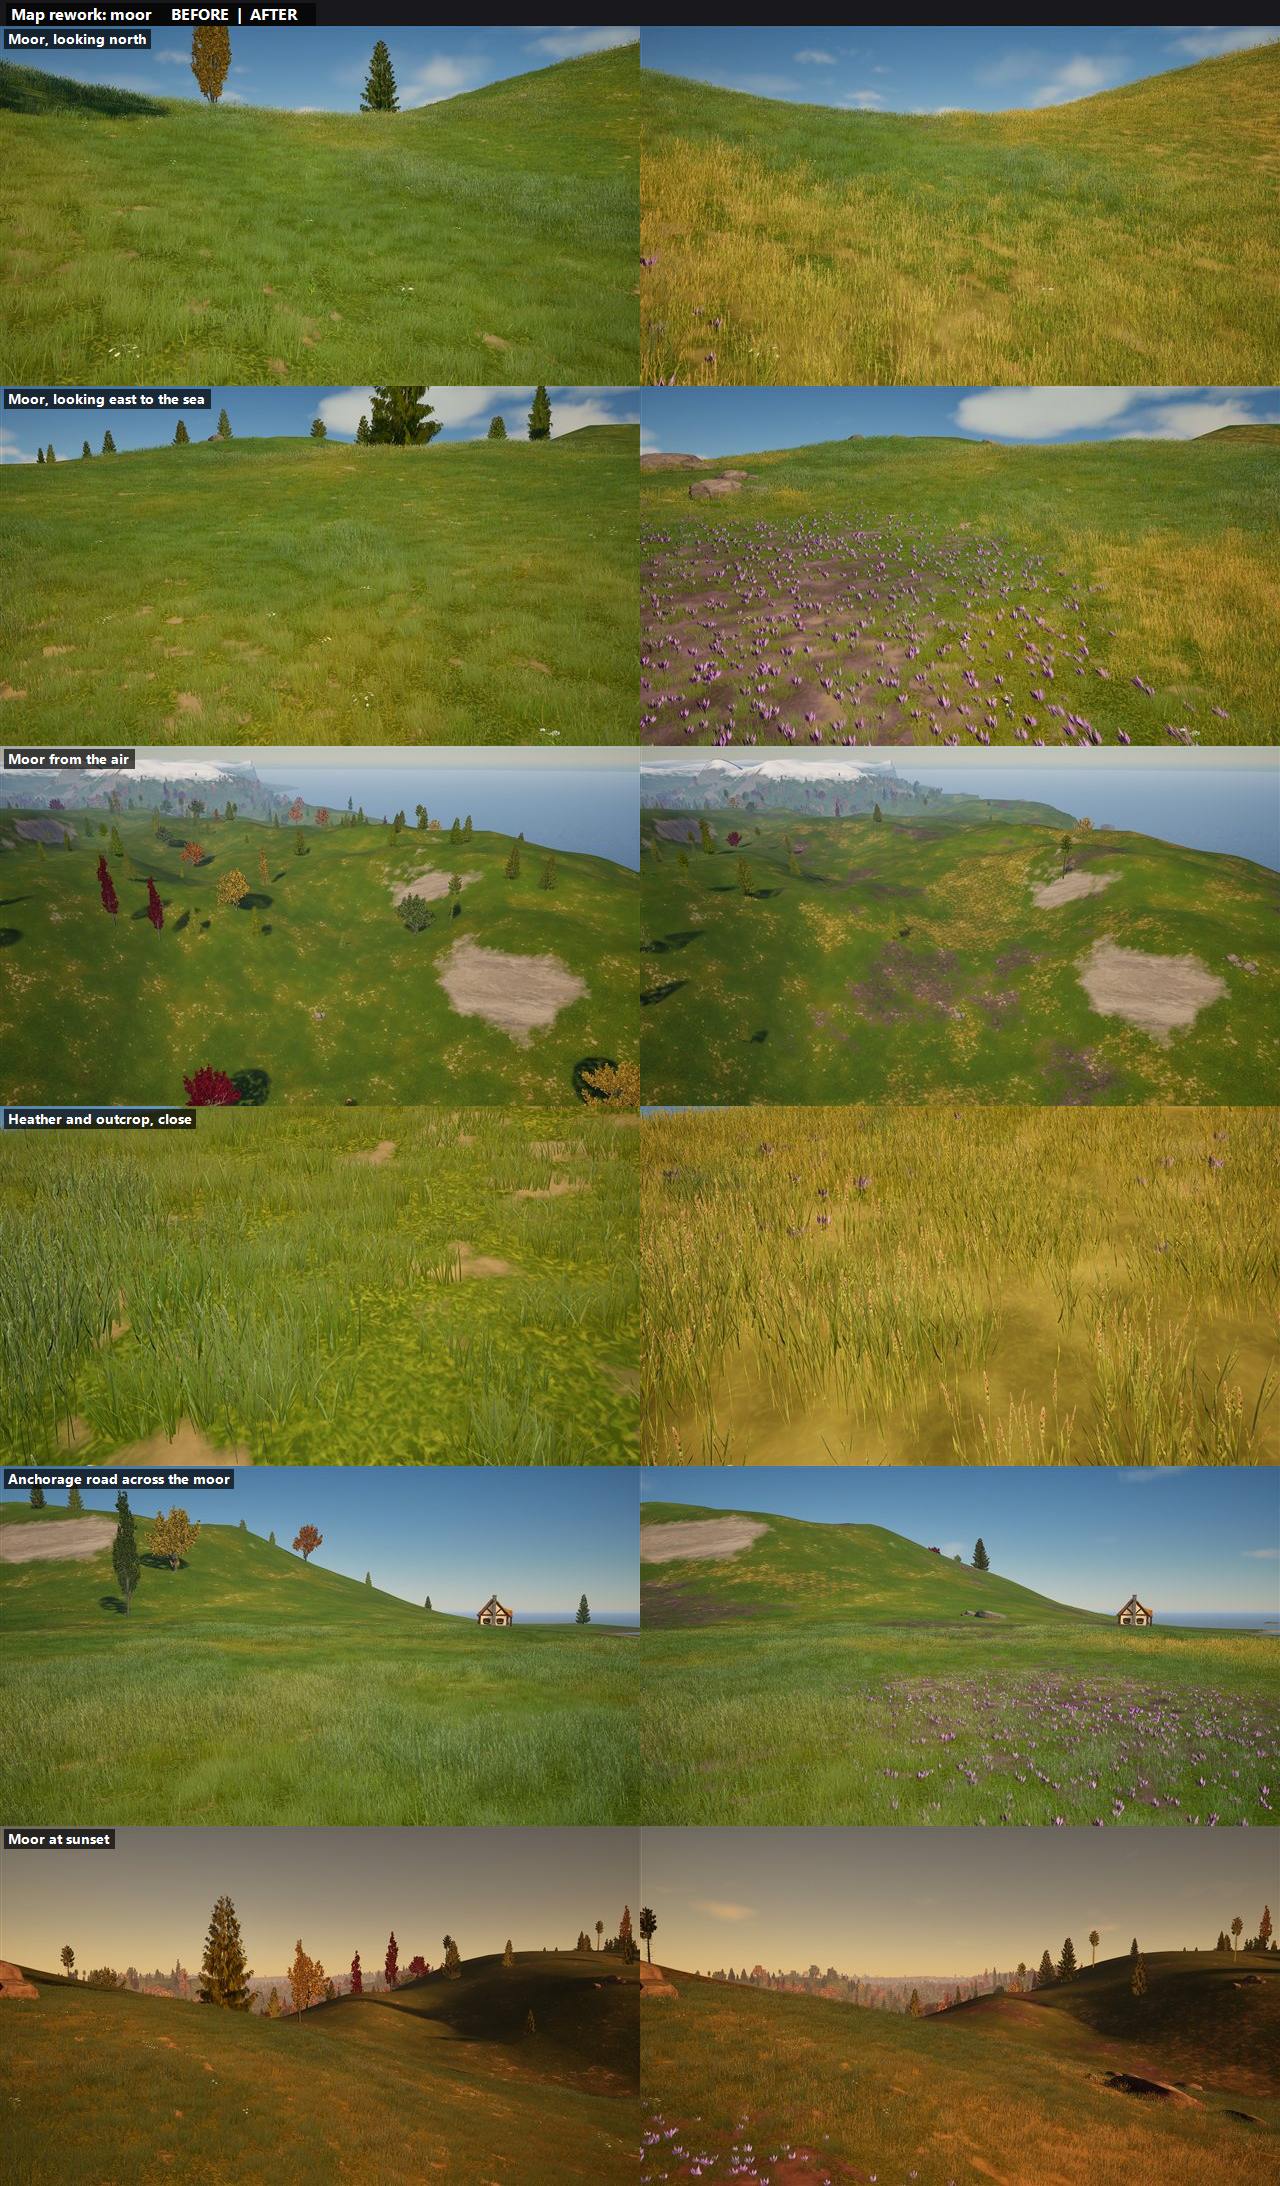 Map rework: moor BEFORE | AFTER
Moor, looking north
Moor, looking east to the sea
Moor from the air
Heather and outcrop, close
Anchorage road across the moor
Moor at sunset